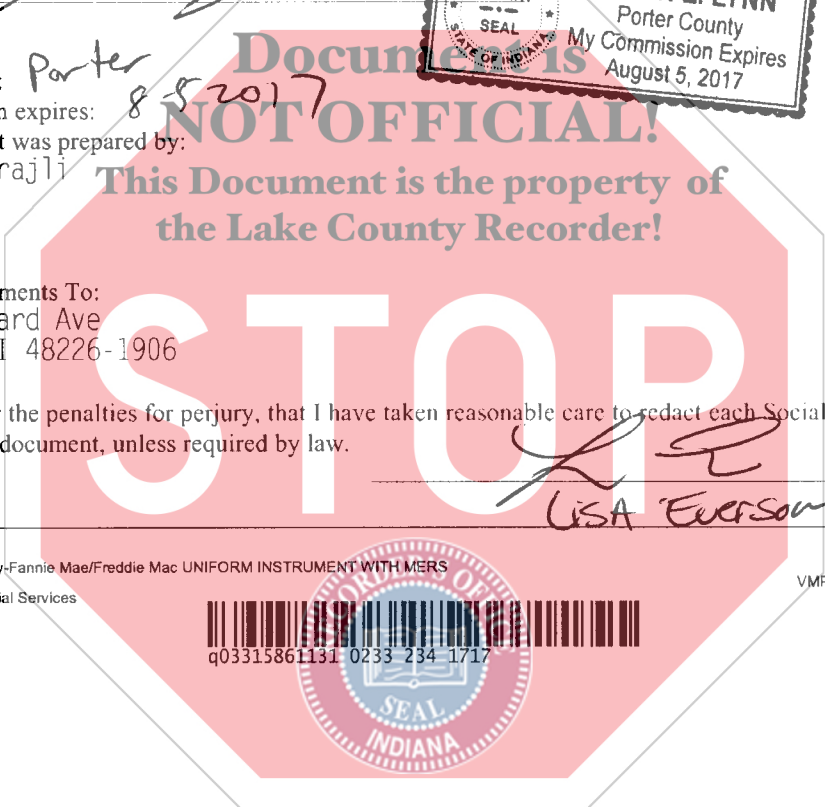 LYNN
Porter County
SEAL
STATE OF INDIANA
My Commission Expires
August 5, 2017
Porter
expires: 8-5 2017
Document is
NOT OFFICIAL!
was prepared by:
rajli
This Document is the property of
the Lake County Recorder!
ments To:
ard Ave
I 48226-1906
STOP
the penalties for perjury, that I have taken reasonable care to redact each Social
document, unless required by law.
LISA Everson
-Fannie Mae/Freddie Mac UNIFORM INSTRUMENT WITH MERS
VMP
ial Services
q03315861131 0233 234 1717
RECORDER'S OFFICE
SEAL
INDIANA